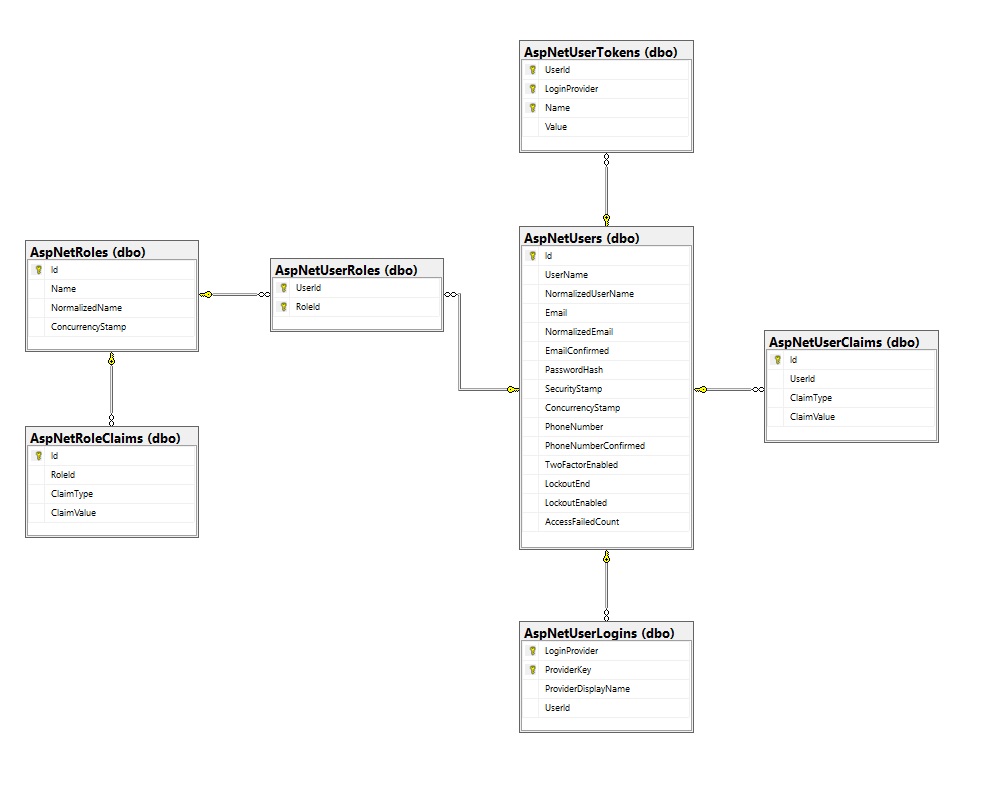 AspNetUserTokens (dbo)
UserId
LoginProvider
Name
Value
AspNetRoles (dbo)
Id
Name
NormalizedName
ConcurrencyStamp
AspNetUserRoles (dbo)
UserId
RoleId
AspNetUsers (dbo)
Id
UserName
NormalizedUserName
Email
NormalizedEmail
EmailConfirmed
PasswordHash
SecurityStamp
ConcurrencyStamp
PhoneNumber
PhoneNumberConfirmed
TwoFactorEnabled
LockoutEnd
LockoutEnabled
AccessFailedCount
AspNetUserClaims (dbo)
Id
UserId
ClaimType
ClaimValue
AspNetRoleClaims (dbo)
Id
RoleId
ClaimType
ClaimValue
AspNetUserLogins (dbo)
LoginProvider
ProviderKey
ProviderDisplayName
UserId